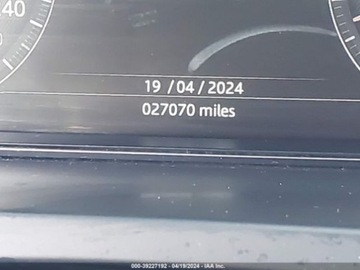 40
19 /04 / 2024
027070 miles
000-39227192 - 04/19/2024 - IAA Inc.